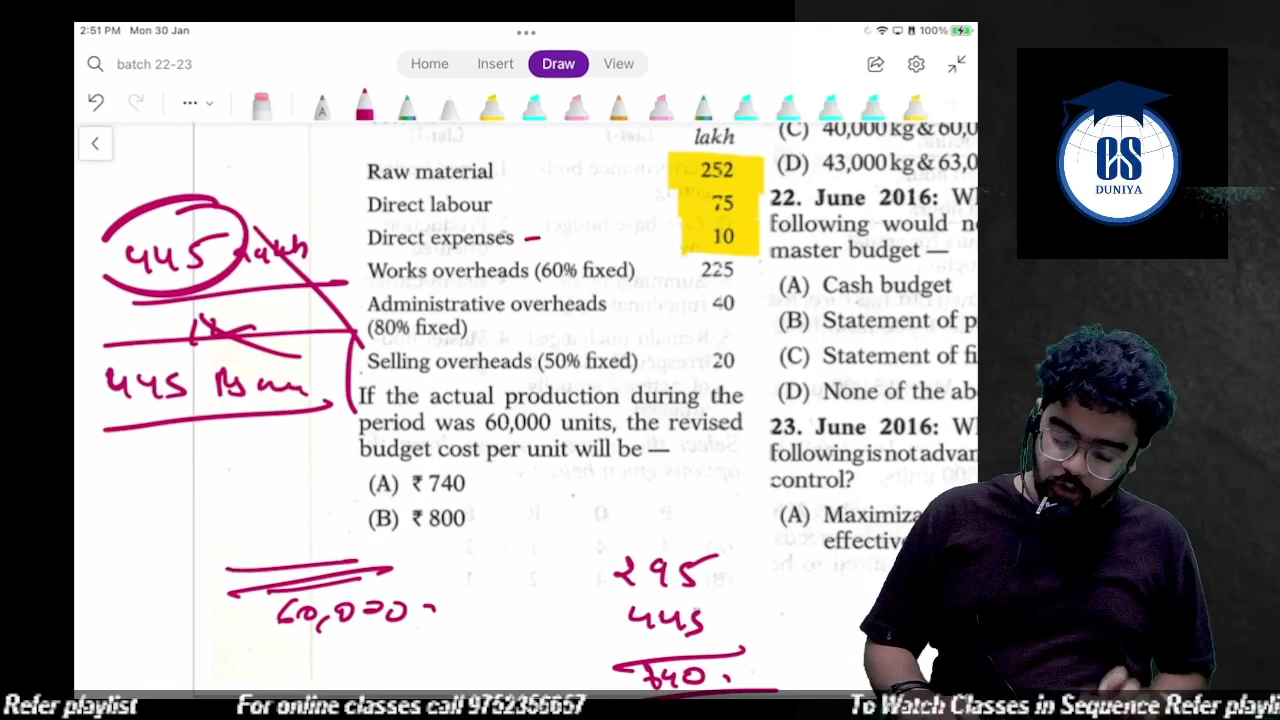 2:51 PM Mon 30 Jan
100%
batch 22-23
Home Insert Draw View
lakh
Raw material 252
Direct labour 75
Direct expenses 10
Works overheads (60% fixed) 225
Administrative overheads 40
(80% fixed)
Selling overheads (50% fixed) 20
If the actual production during the
period was 60,000 units, the revised
budget cost per unit will be —
(A) ₹ 740
(B) ₹ 800
445 lakh
445
60,000
295
445
740
(C) 40,000 kg & 60,0
(D) 43,000 kg & 63,0
22. June 2016: W
following would n
master budget —
(A) Cash budget
(B) Statement of p
(C) Statement of fi
(D) None of the ab
23. June 2016: W
following is not advan
control?
(A) Maximiza
effective
CS
DUNIYA
Refer playlist For online classes call 9752356657 To Watch Classes in Sequence Refer playli